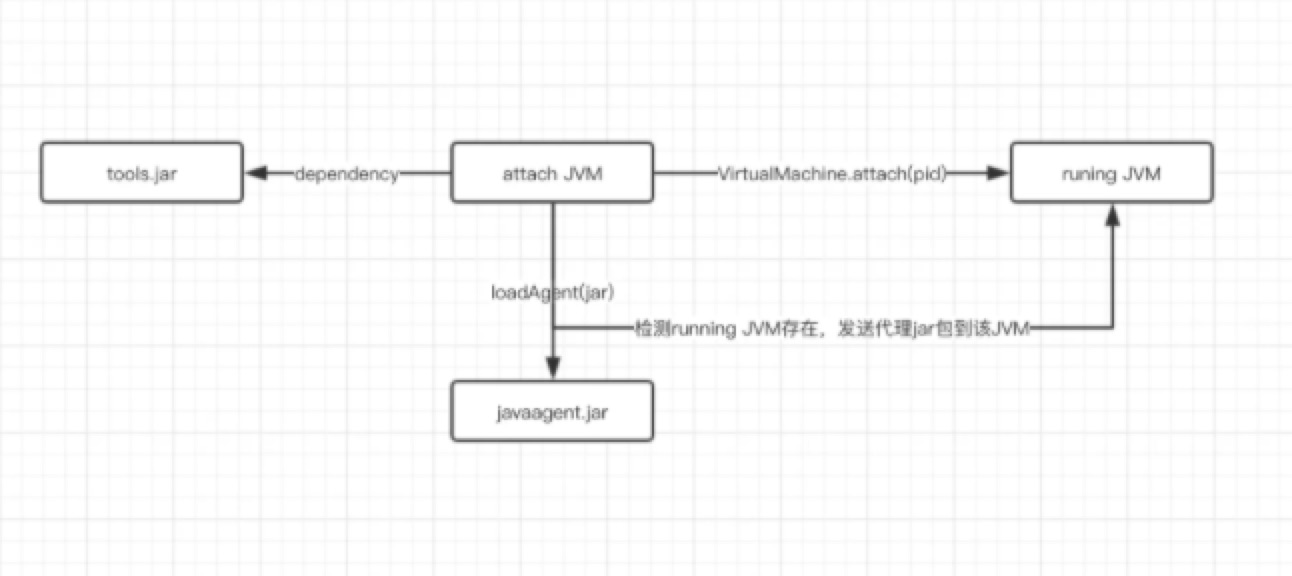 tools.jar
dependency
attach JVM
VirtualMachine.attach(pid)
runing JVM
loadAgent(jar)
检测running JVM存在，发送代理jar包到该JVM
javaagent.jar